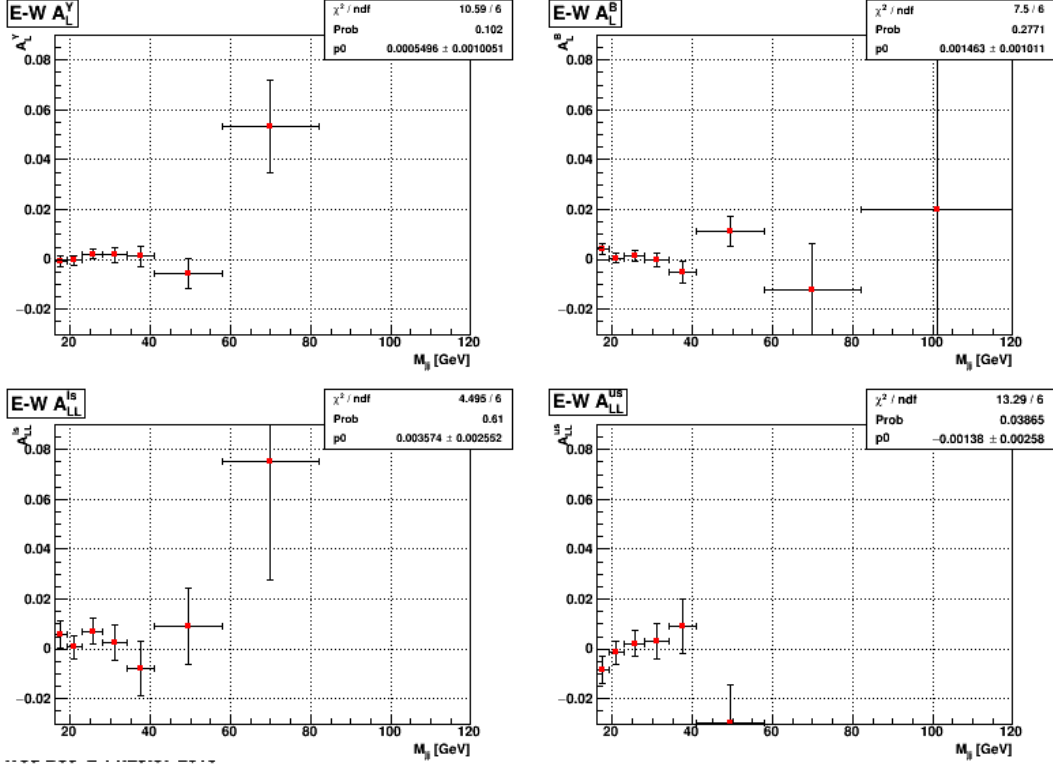 E-W A_L^Y
χ² / ndf 10.59 / 6
Prob 0.102
p0 0.0005496 ± 0.0010051
A_L^Y
0.08
0.06
0.04
0.02
0
−0.02
20 40 60 80 100 120
M_jj [GeV]
E-W A_L^B
χ² / ndf 7.5 / 6
Prob 0.2771
p0 0.001463 ± 0.001011
A_L^B
0.08
0.06
0.04
0.02
0
−0.02
20 40 60 80 100 120
M_jj [GeV]
E-W A_LL^ls
χ² / ndf 4.495 / 6
Prob 0.61
p0 0.003574 ± 0.002552
A_LL^ls
0.08
0.06
0.04
0.02
0
−0.02
20 40 60 80 100 120
M_jj [GeV]
E-W A_LL^us
χ² / ndf 13.29 / 6
Prob 0.03865
p0 −0.00138 ± 0.00258
A_LL^us
0.08
0.06
0.04
0.02
0
−0.02
20 40 60 80 100 120
M_jj [GeV]